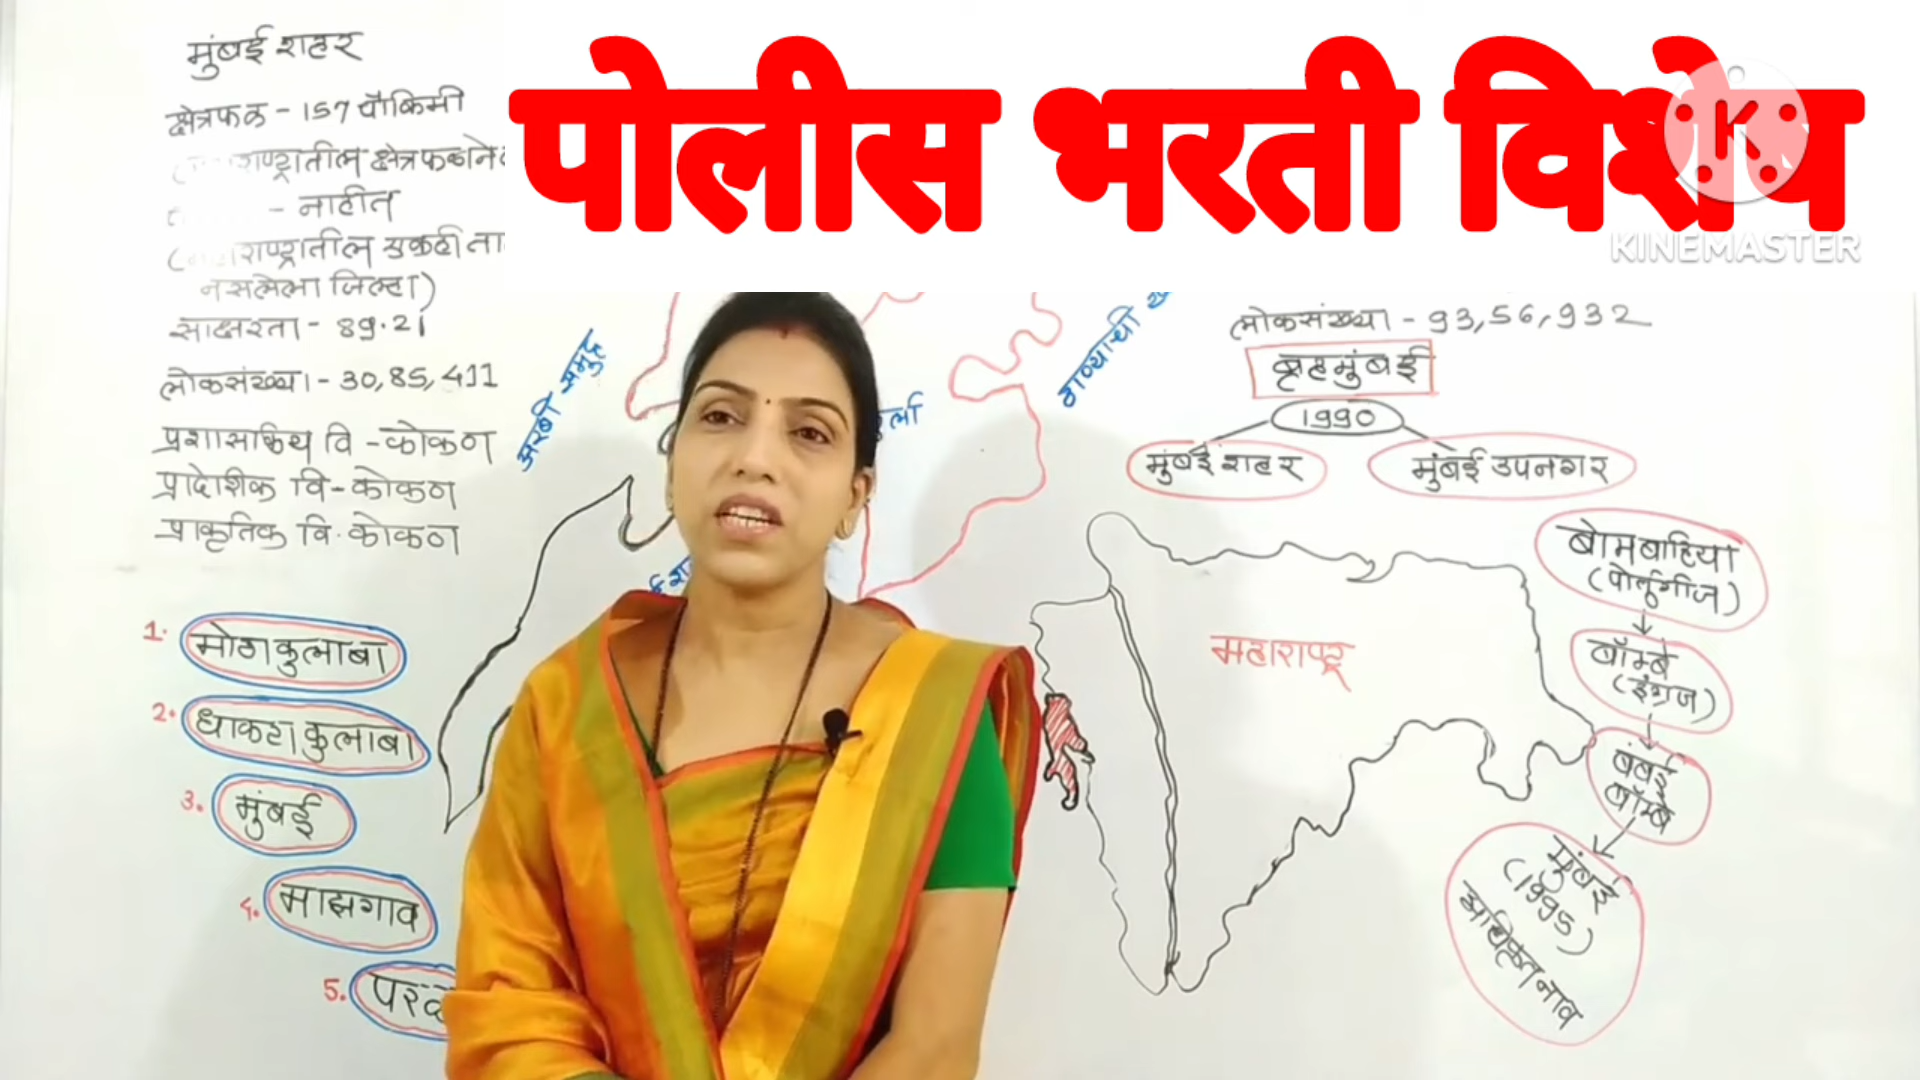 पोलीस भरती विशेष
KINEMASTER
मुंबई शहर
क्षेत्रफळ - 157 चौकिमी
क्षेत्रफळाने
- नाहीत
एकही
नसलेला जिल्हा)
साक्षरता - 89.21
लोकसंख्या - 30,85,411
प्रशासकिय वि - कोकण
प्रादेशिक वि - कोकण
प्राकृतिक वि. कोकण
1. मोठा कुलाबा
2. धाकटा कुलाबा
3. मुंबई
4. माझगाव
5.
अरबी समुद्र
लोकसंख्या - 93,56,932
बृहमुंबई
1990
मुंबई शहर
मुंबई उपनगर
महाराष्ट्र
बोमबाहिया
(पोर्तुगीज)
बॉम्बे
(इंग्रज)
बंबई
बॉम्बे
मुंबई
(1995)
अधिकृत नाव